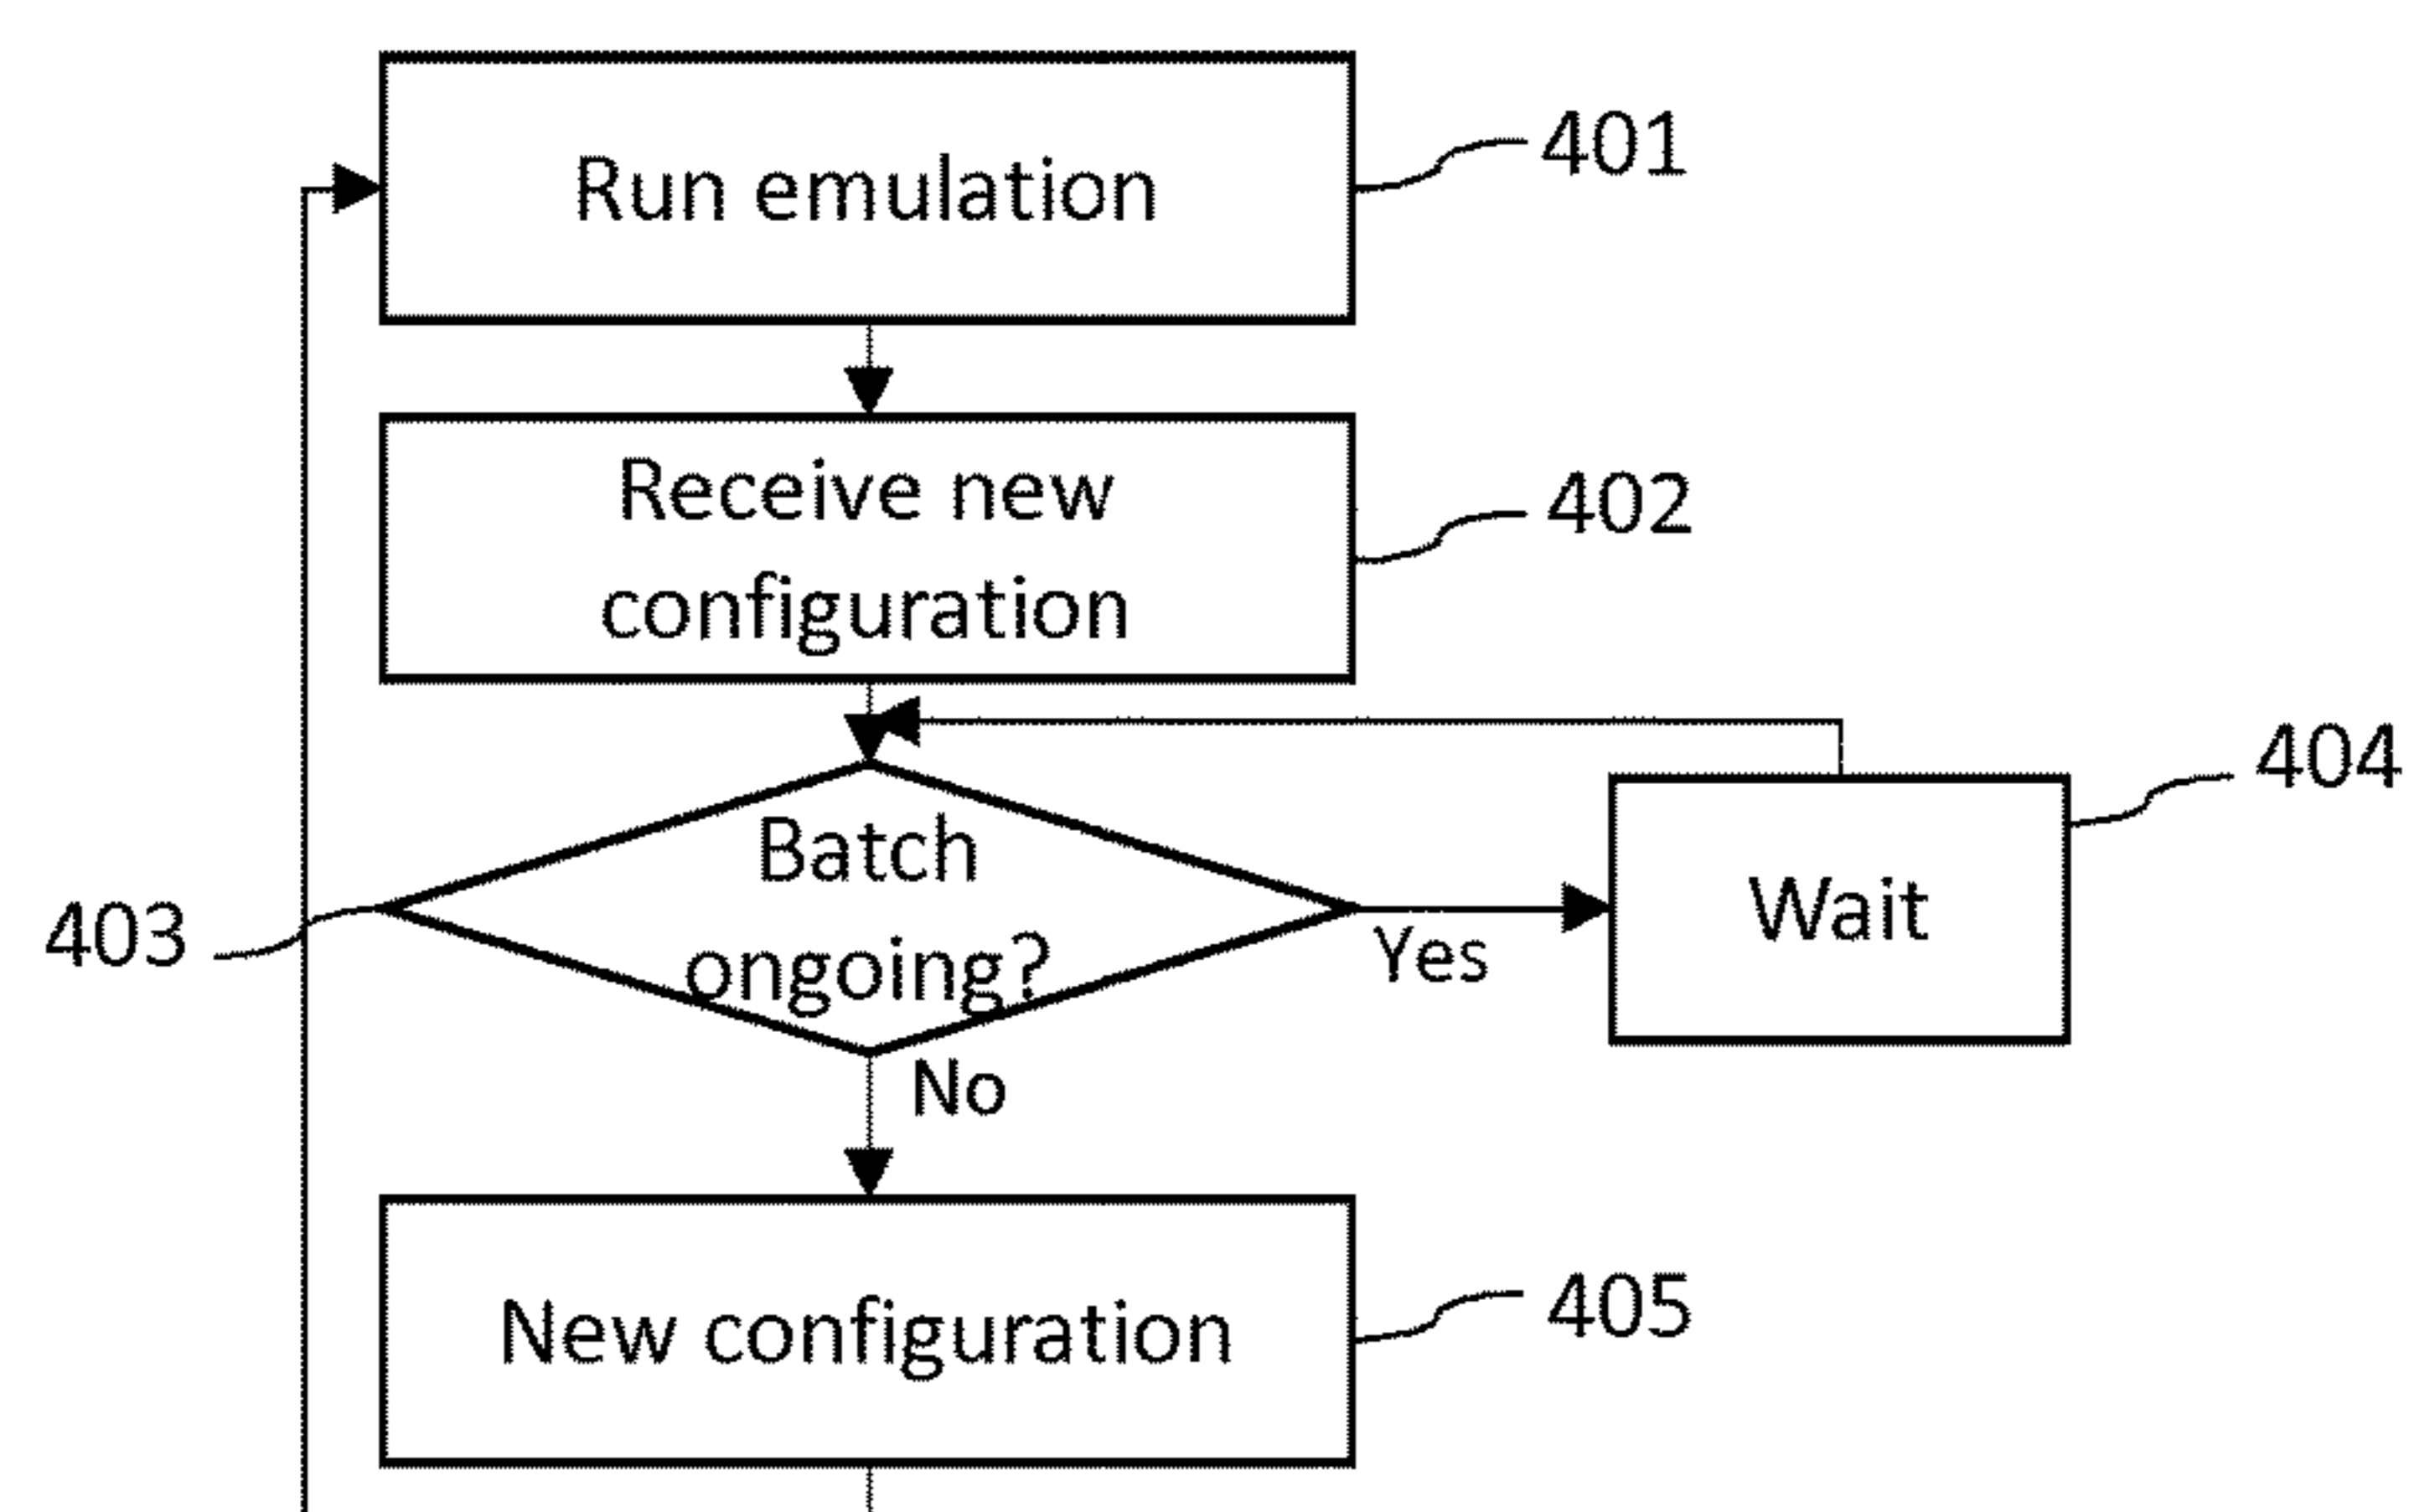 Run emulation
401
Receive new
configuration
402
404
Batch
ongoing?
403
Yes
Wait
No
New configuration
405